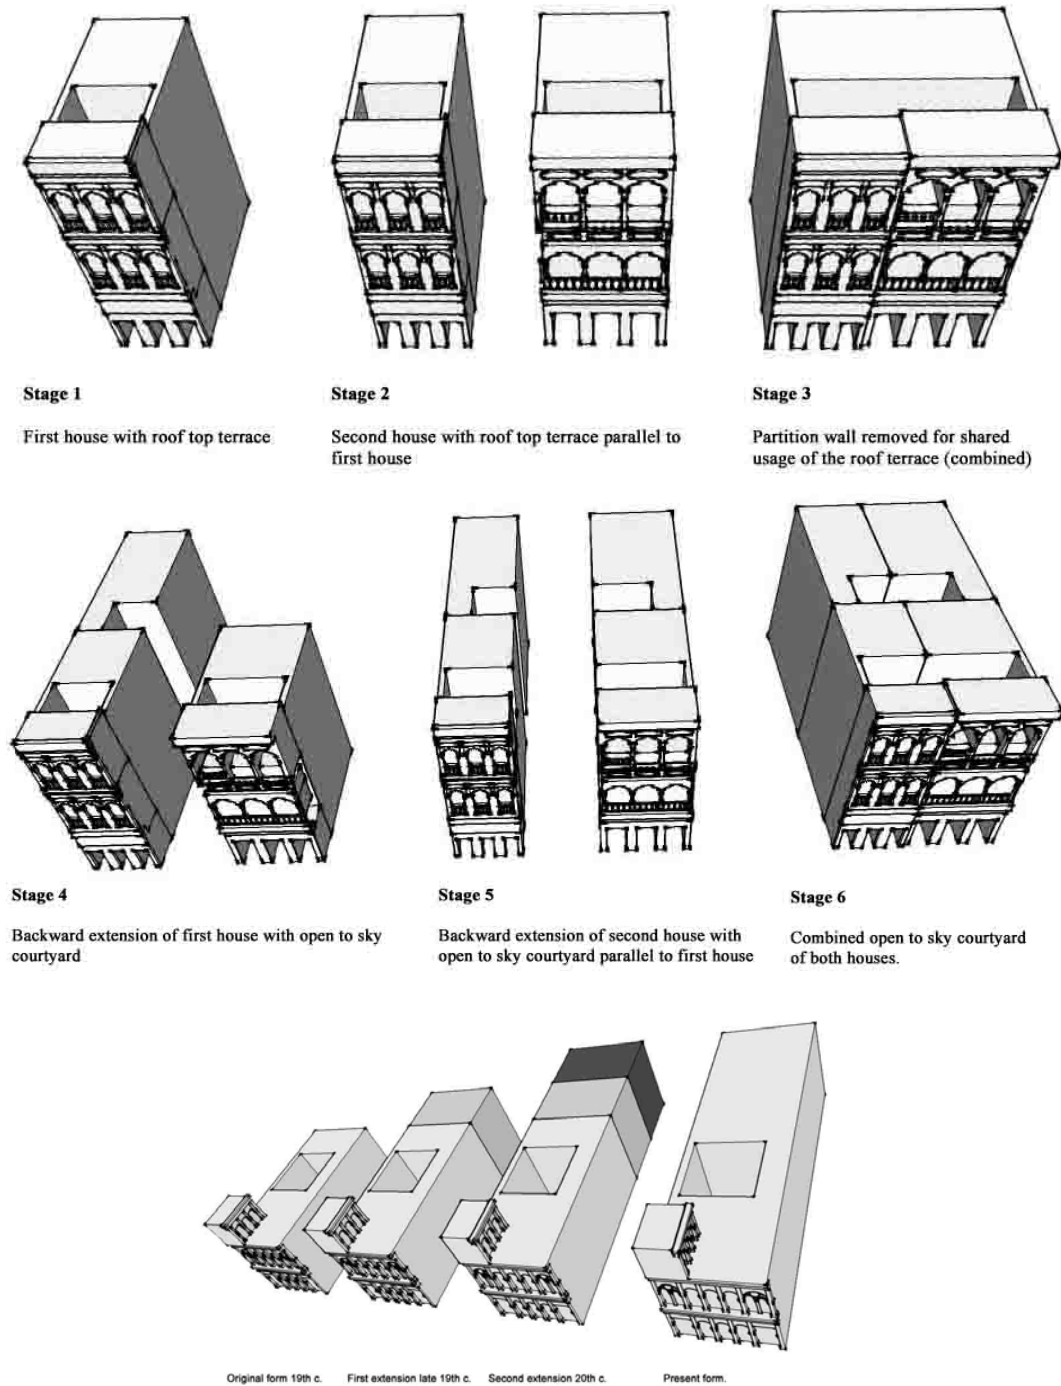 Stage 1
Stage 2
Stage 3
First house with roof top terrace
Second house with roof top terrace parallel to
first house
Partition wall removed for shared
usage of the roof terrace (combined)
Stage 4
Stage 5
Stage 6
Backward extension of first house with open to sky
courtyard
Backward extension of second house with
open to sky courtyard parallel to first house
Combined open to sky courtyard
of both houses.
Original form 19th c.
First extension late 19th c.
Second extension 20th c.
Present form.